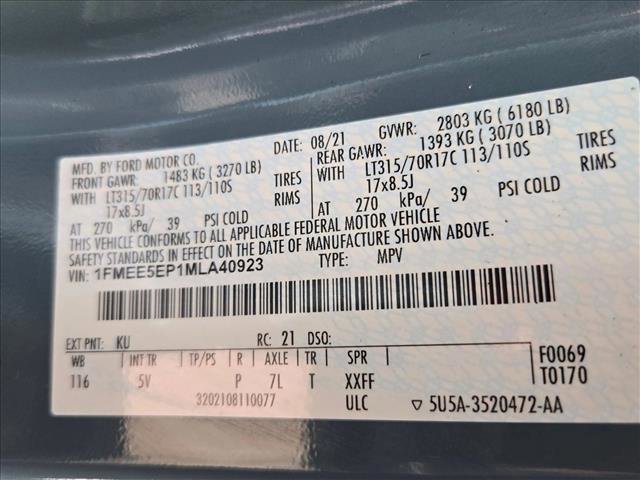 MFD. BY FORD MOTOR CO. DATE: 08/21 GVWR: 2803 KG ( 6180 LB)
FRONT GAWR: 1483 KG ( 3270 LB) REAR GAWR: 1393 KG ( 3070 LB)
WITH LT315/70R17C 113/110S TIRES WITH LT315/70R17C 113/110S TIRES
17x8.5J RIMS 17x8.5J RIMS
AT 270 kPa/ 39 PSI COLD AT 270 kPa/ 39 PSI COLD
THIS VEHICLE CONFORMS TO ALL APPLICABLE FEDERAL MOTOR VEHICLE
SAFETY STANDARDS IN EFFECT ON THE DATE OF MANUFACTURE SHOWN ABOVE.
VIN: 1FMEE5EP1MLA40923 TYPE: MPV
EXT PNT: KU RC: 21 DSO:
WB INT TR TP/PS R AXLE TR SPR F0069
116 5V P 7L T XXFF T0170
3202108110077 ULC ▽ 5U5A-3520472-AA